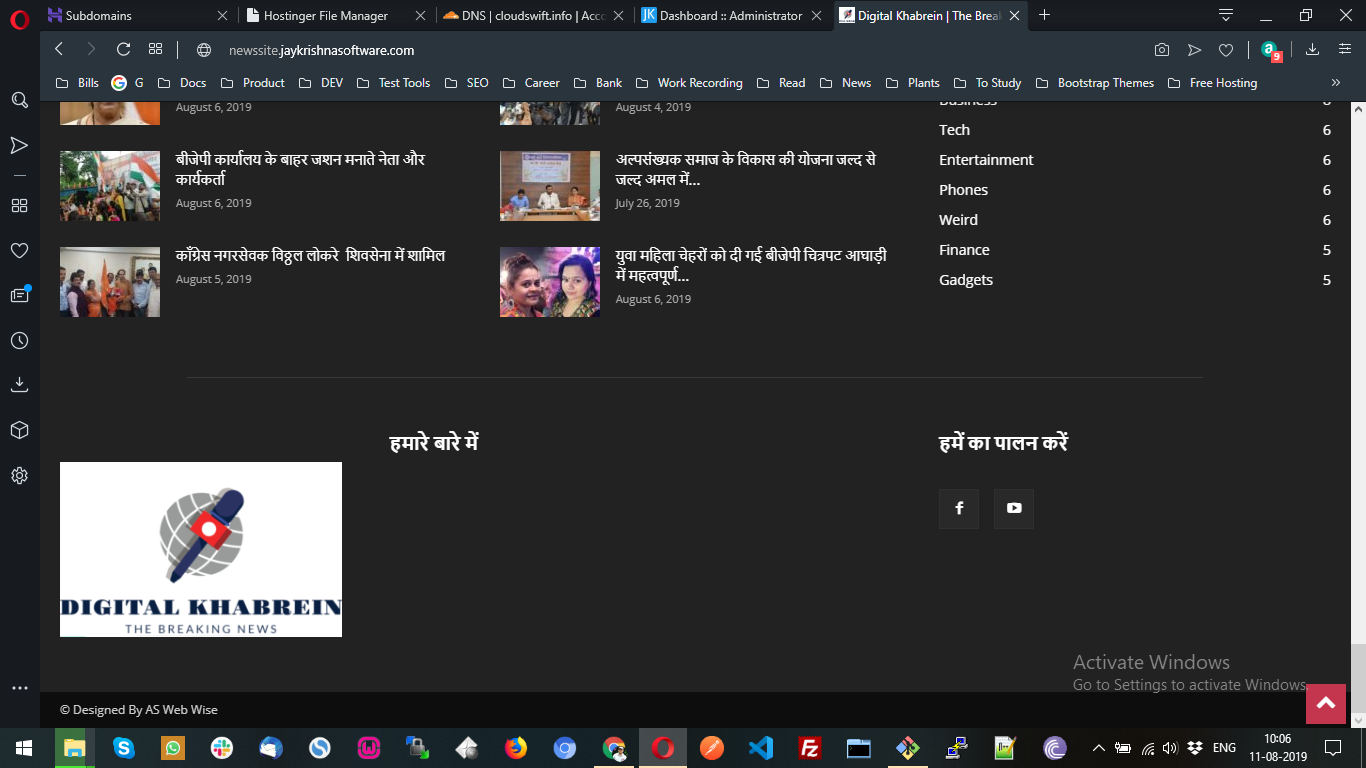 Subdomains
Hostinger File Manager
DNS | cloudswift.info | Acco
Dashboard :: Administrator
Digital Khabrein | The Break
newssite.jaykrishnasoftware.com
9
Bills
G
Docs
Product
DEV
Test Tools
SEO
Career
Bank
Work Recording
Read
News
Plants
To Study
Bootstrap Themes
Free Hosting
August 6, 2019
बीजेपी कार्यालय के बाहर जशन मनाते नेता और
कार्यकर्ता
August 6, 2019
काँग्रेस नगरसेवक विठ्ठल लोकरे शिवसेना में शामिल
August 5, 2019
August 4, 2019
अल्पसंख्यक समाज के विकास की योजना जल्द से
जल्द अमल में...
July 26, 2019
युवा महिला चेहरों को दी गई बीजेपी चित्रपट आघाड़ी
में महत्वपूर्ण...
August 6, 2019
Business
Tech 6
Entertainment 6
Phones 6
Weird 6
Finance 5
Gadgets 5
DIGITAL KHABREIN
THE BREAKING NEWS
हमारे बारे में
हमें का पालन करें
Activate Windows
Go to Settings to activate Windows.
© Designed By AS Web Wise
ENG
10:06
11-08-2019